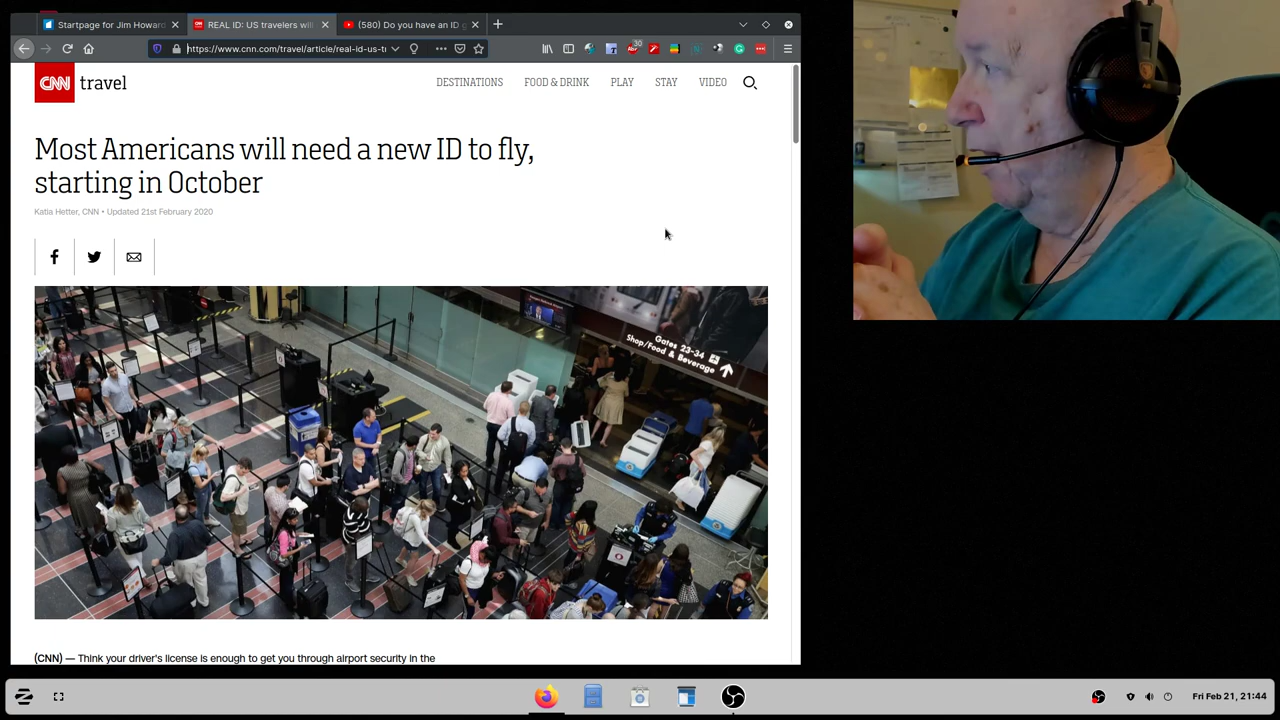 Startpage for Jim Howard
REAL ID: US travelers will
(580) Do you have an ID
https://www.cnn.com/travel/article/real-id-us-t
30
CNN travel
DESTINATIONS FOOD & DRINK PLAY STAY VIDEO
Most Americans will need a new ID to fly,
starting in October
Katia Hetter, CNN • Updated 21st February 2020
Gates 23-34
Shop/Food & Beverage
(CNN) — Think your driver's license is enough to get you through airport security in the
Fri Feb 21, 21:44